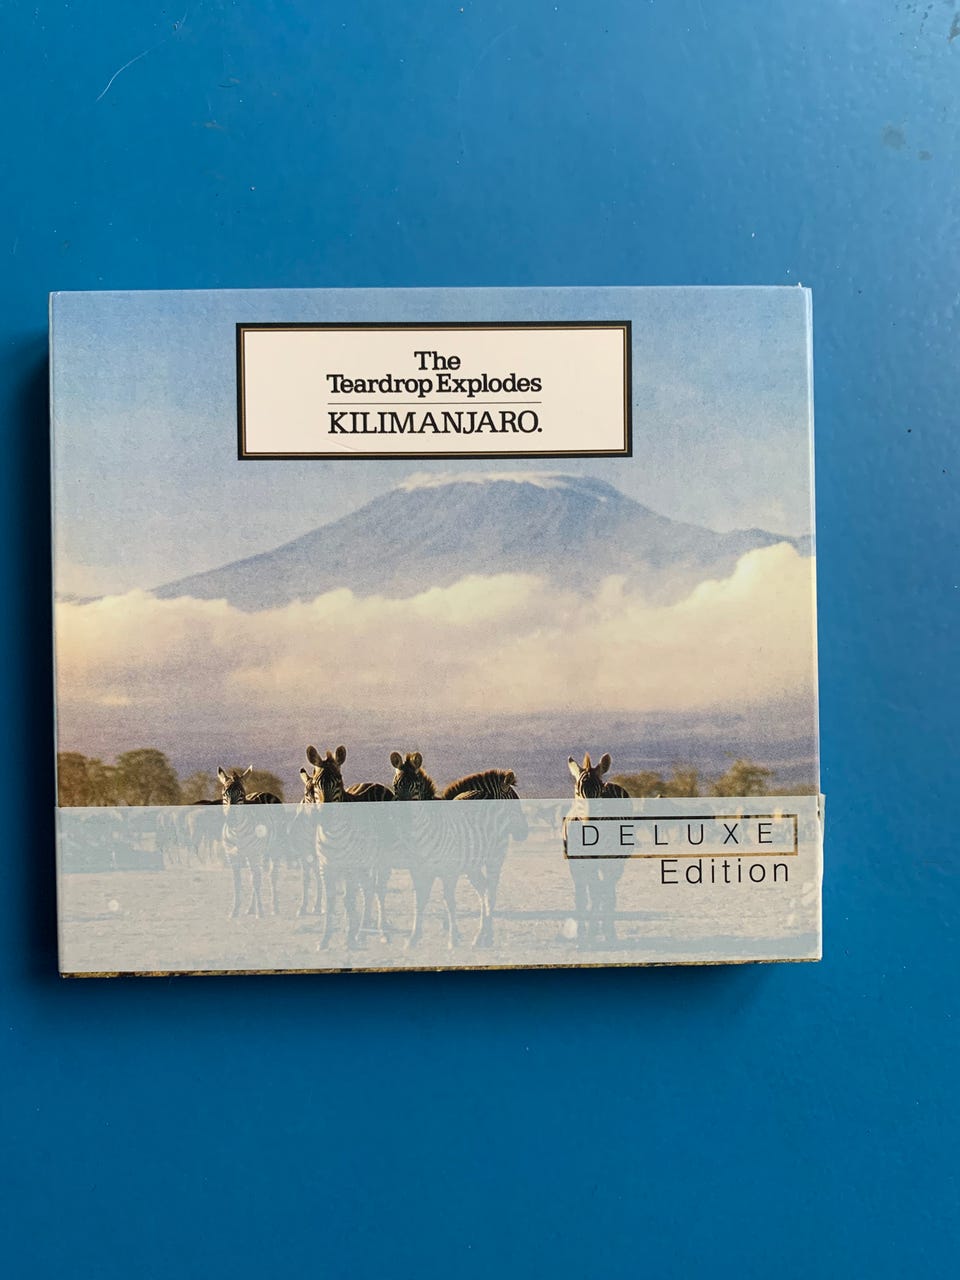 The
Teardrop Explodes
KILIMANJARO.
DELUXE
Edition